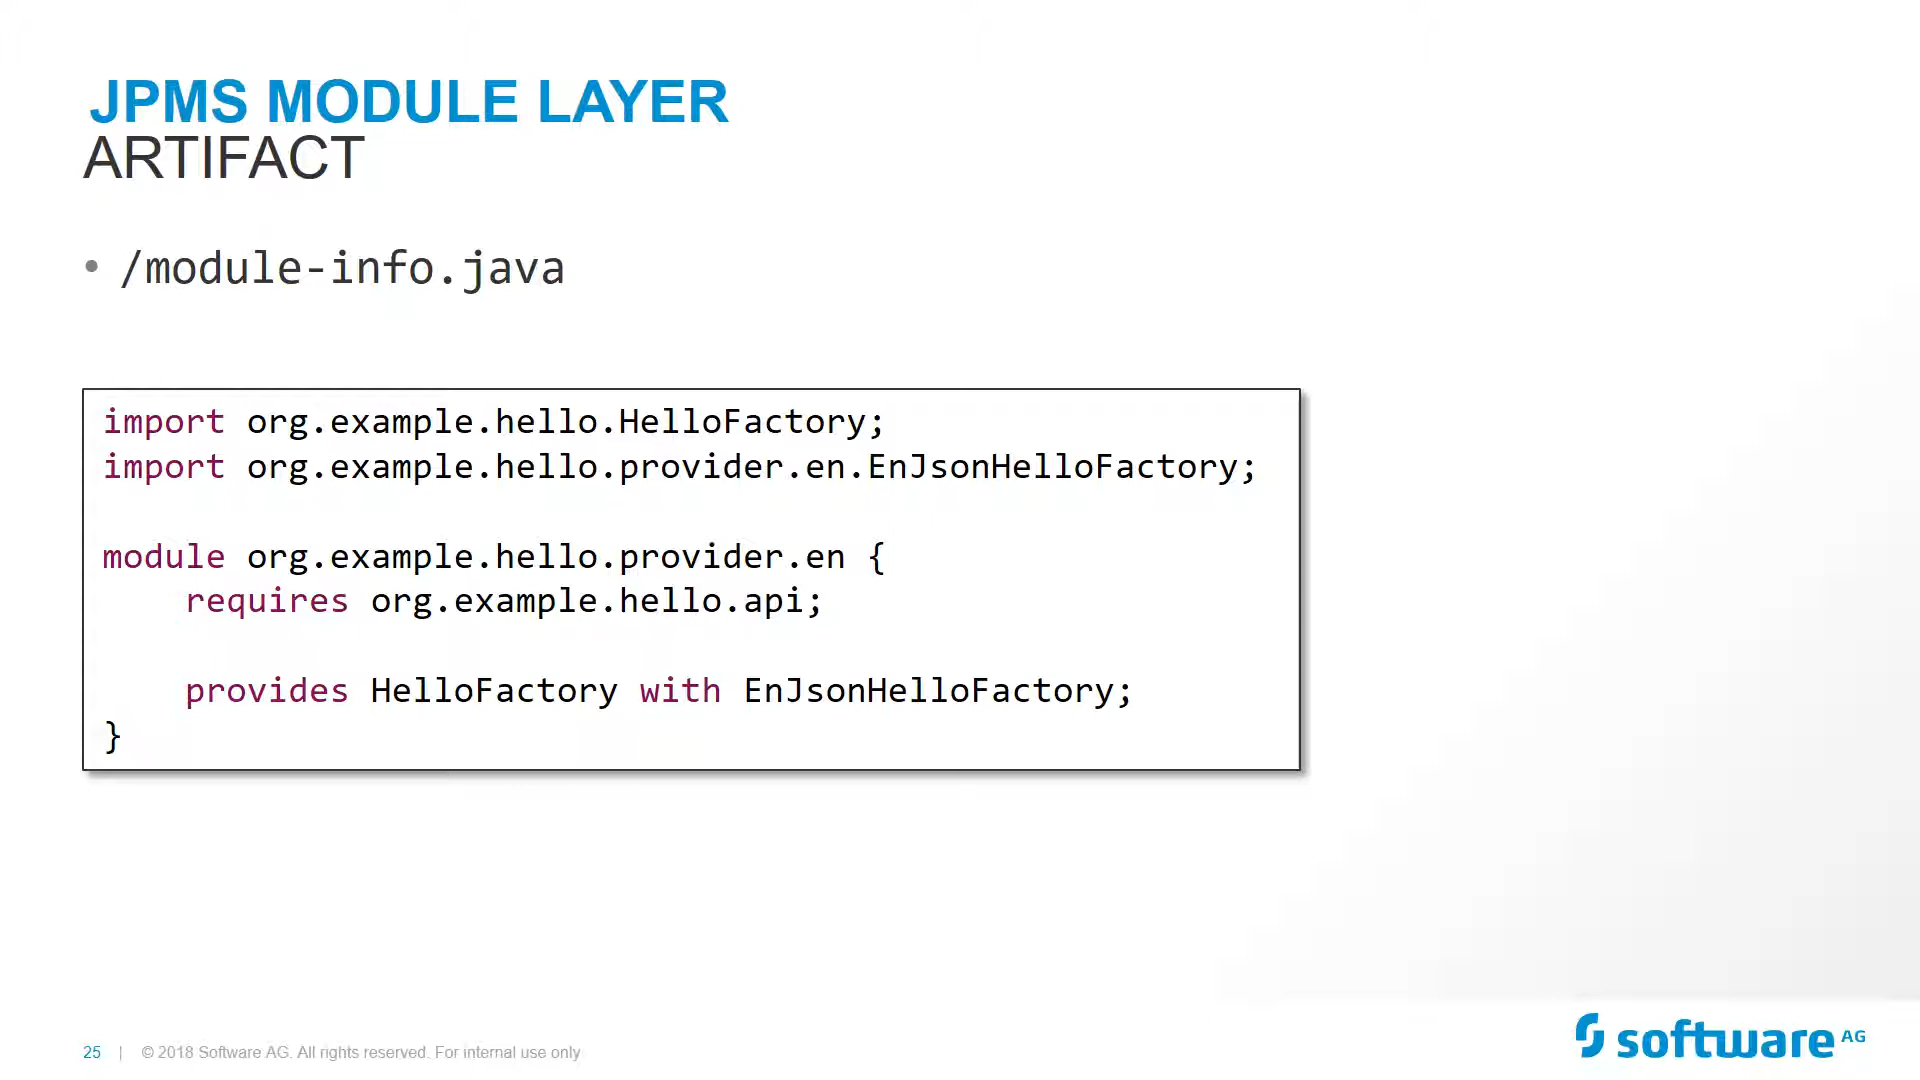 JPMS MODULE LAYER
ARTIFACT
• /module-info.java
import org.example.hello.HelloFactory;
import org.example.hello.provider.en.EnJsonHelloFactory;
module org.example.hello.provider.en {
    requires org.example.hello.api;
    provides HelloFactory with EnJsonHelloFactory;
}
25 | © 2018 Software AG. All rights reserved. For internal use only
software AG